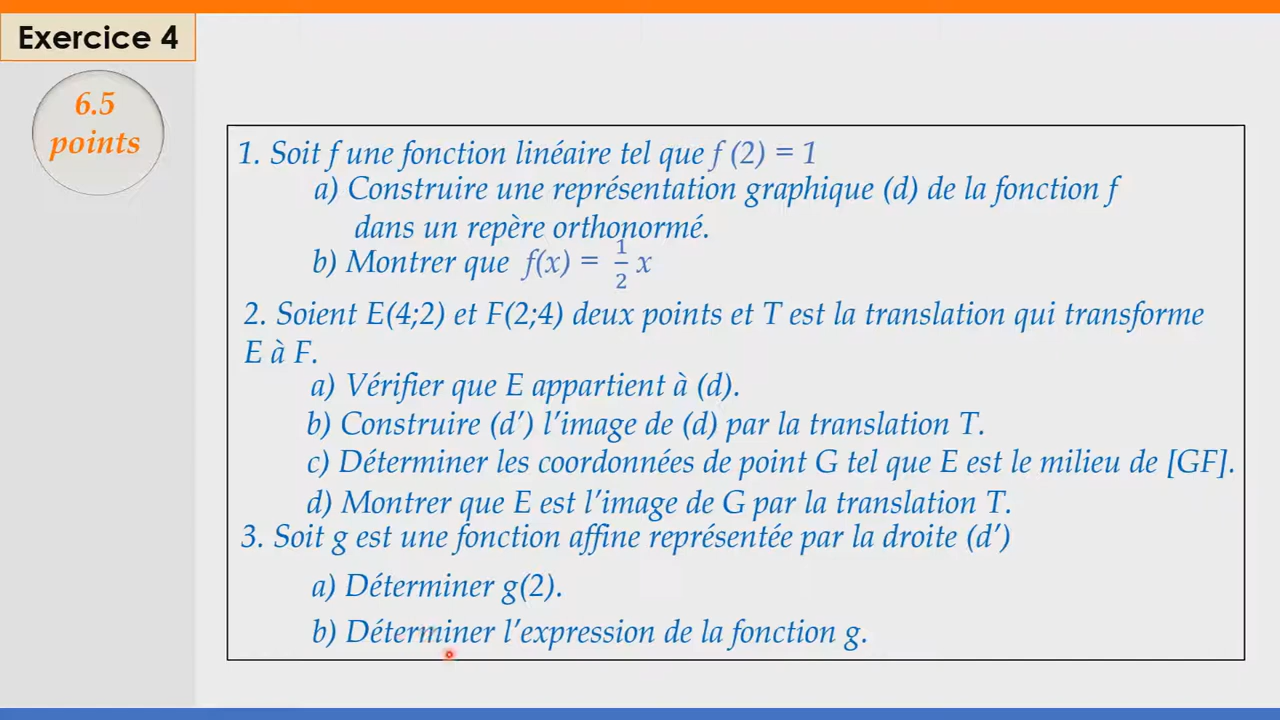 Exercice 4
6.5
points
1. Soit f une fonction linéaire tel que f (2) = 1
a) Construire une représentation graphique (d) de la fonction f
dans un repère orthonormé.
b) Montrer que f(x) = 1/2 x
2. Soient E(4;2) et F(2;4) deux points et T est la translation qui transforme
E à F.
a) Vérifier que E appartient à (d).
b) Construire (d’) l’image de (d) par la translation T.
c) Déterminer les coordonnées de point G tel que E est le milieu de [GF].
d) Montrer que E est l’image de G par la translation T.
3. Soit g est une fonction affine représentée par la droite (d’)
a) Déterminer g(2).
b) Déterminer l’expression de la fonction g.